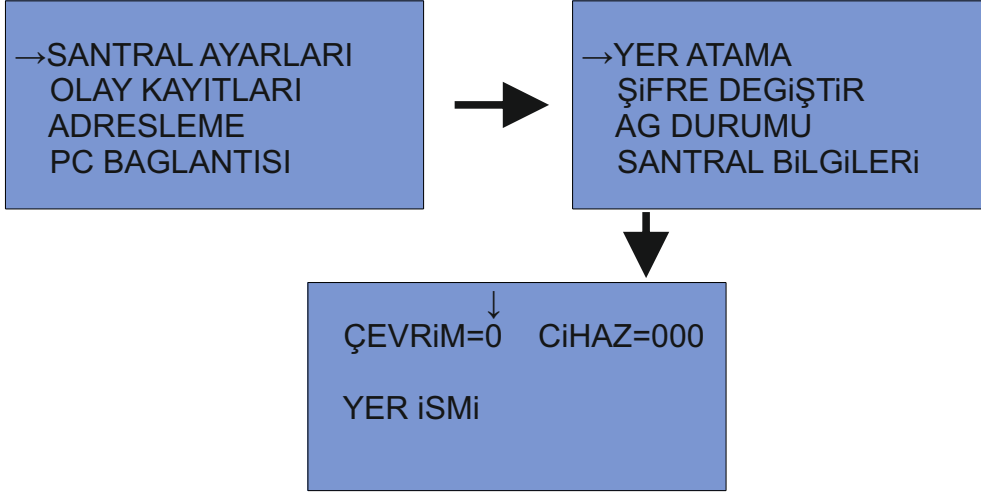 →SANTRAL AYARLARI
OLAY KAYITLARI
ADRESLEME
PC BAGLANTISI
→YER ATAMA
ŞiFRE DEGiŞTiR
AG DURUMU
SANTRAL BiLGiLERi
↓
ÇEVRiM=0 CiHAZ=000
YER iSMi